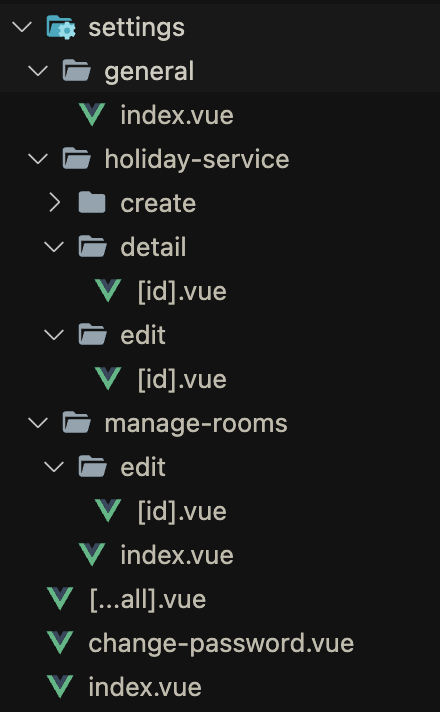 settings
general
index.vue
holiday-service
create
detail
[id].vue
edit
[id].vue
manage-rooms
edit
[id].vue
index.vue
[...all].vue
change-password.vue
index.vue